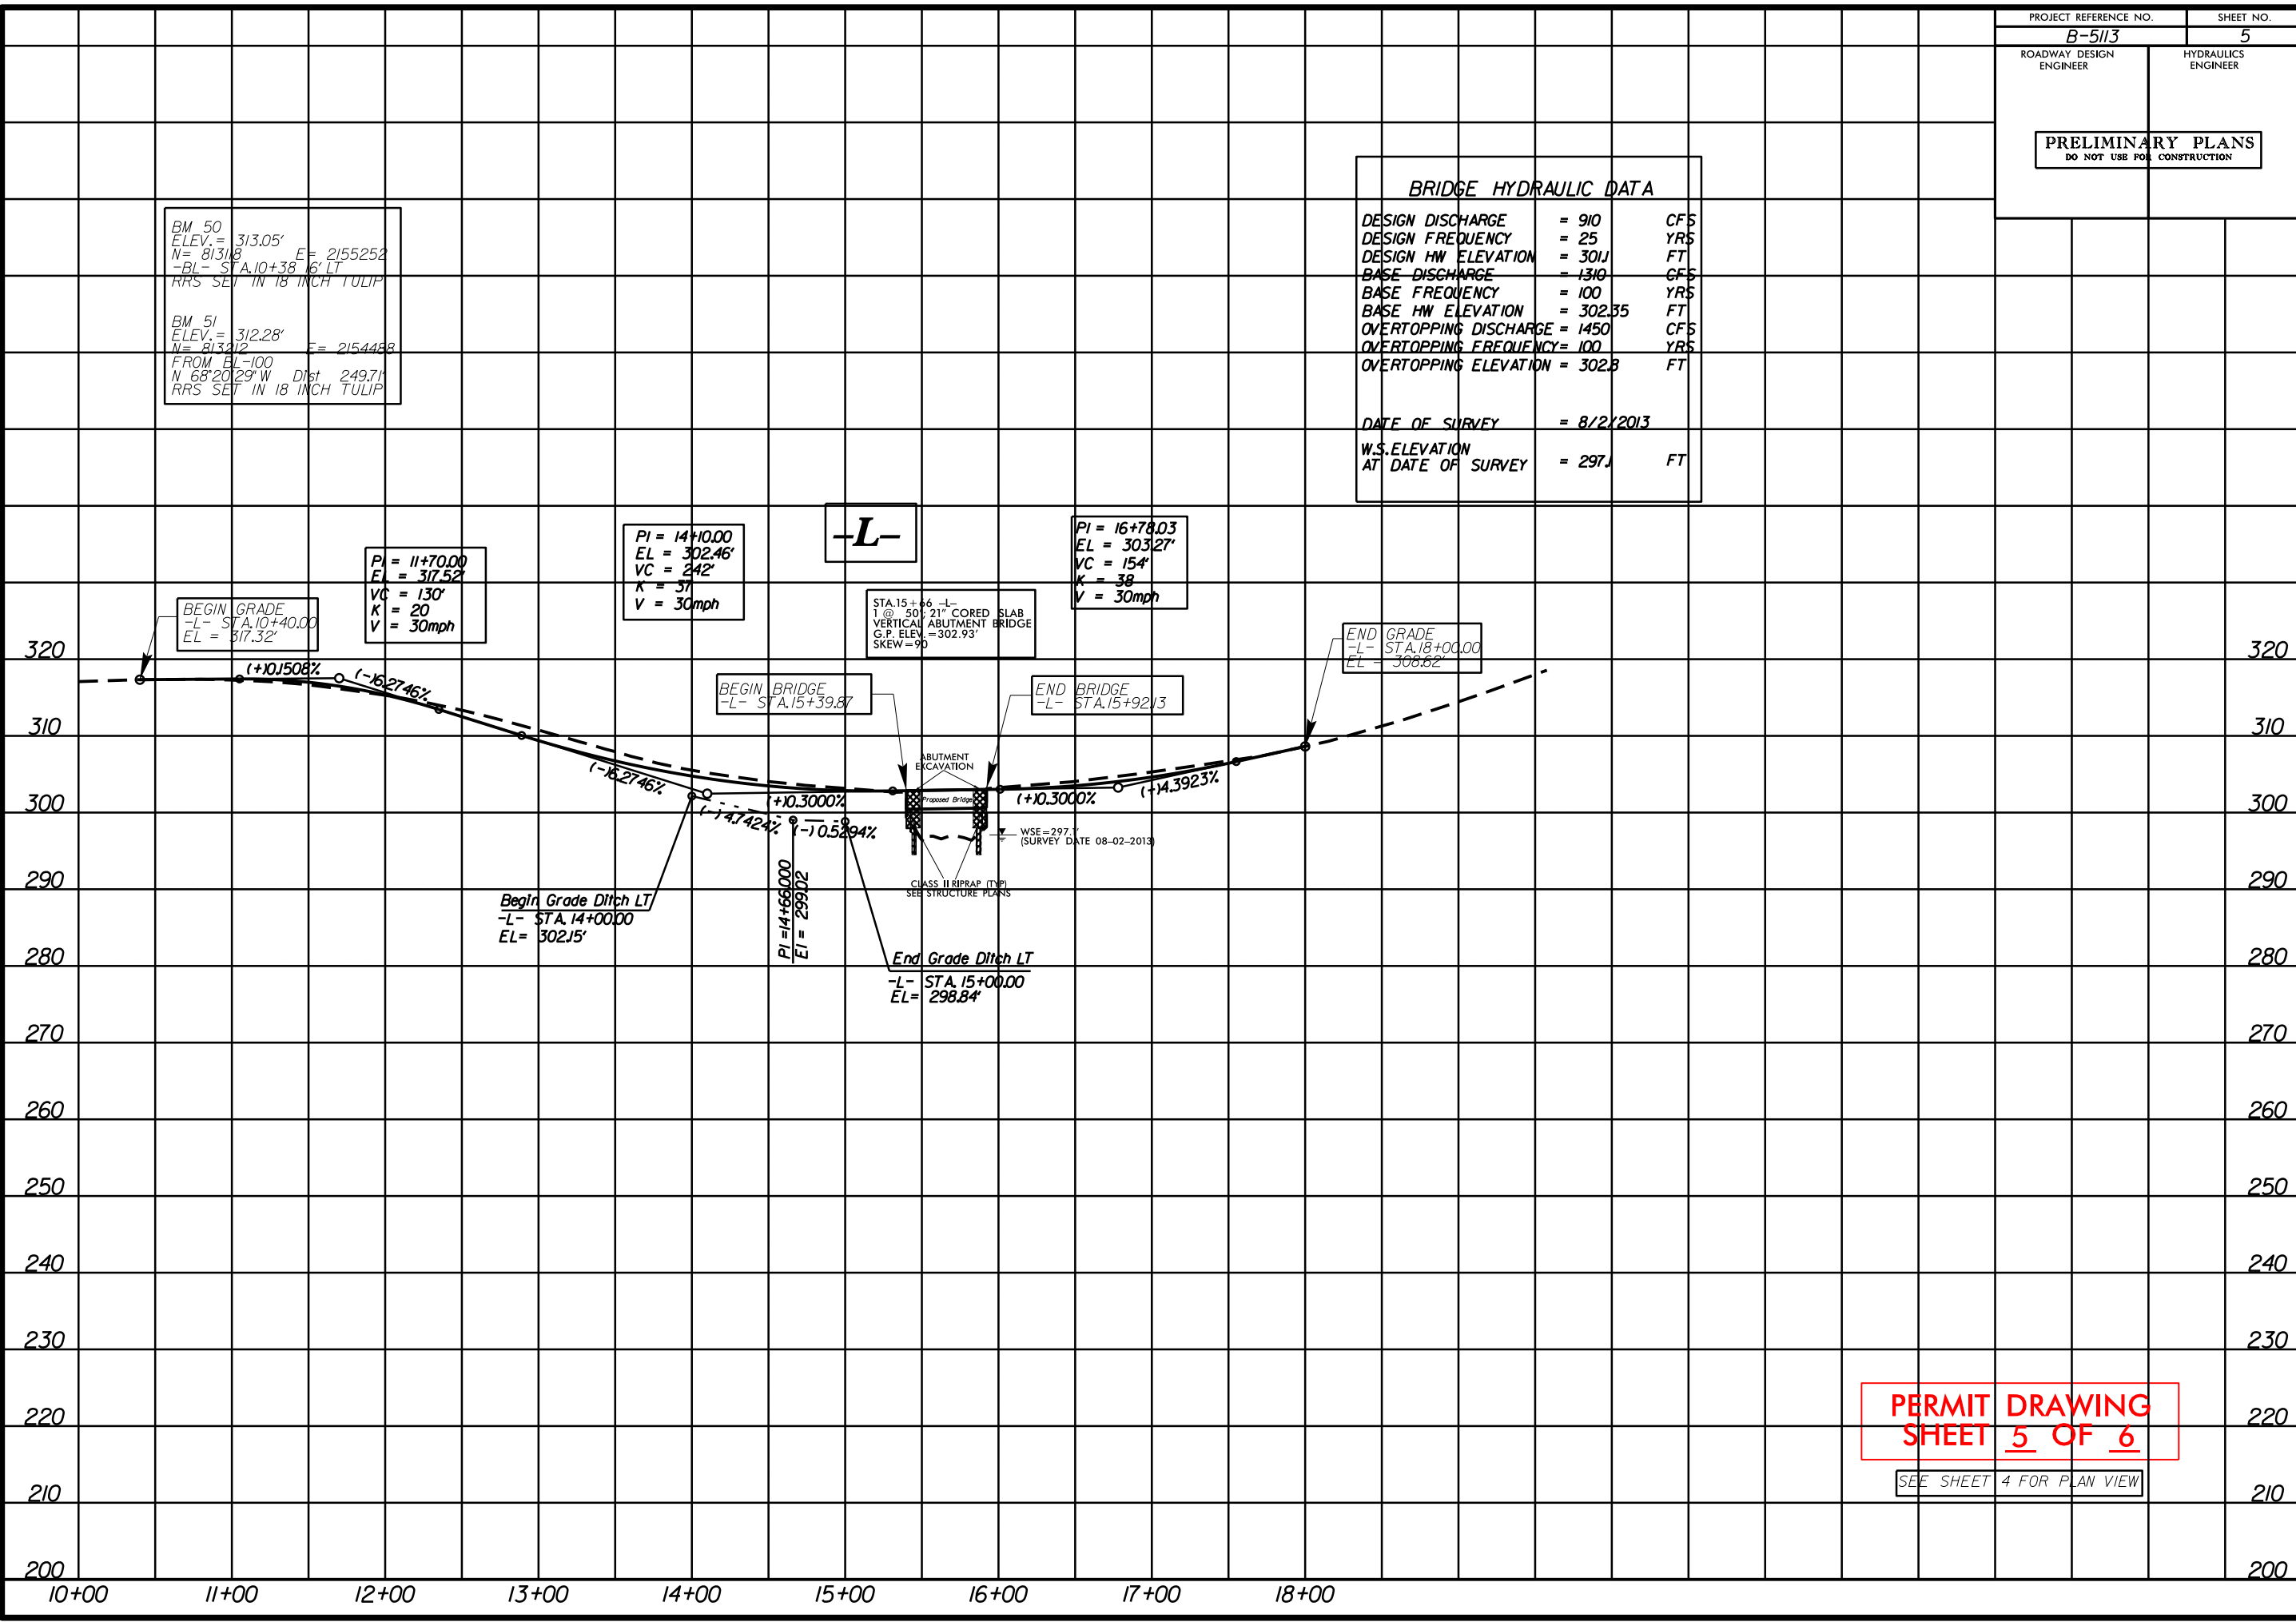 PROJECT REFERENCE NO. SHEET NO.
B-5113 5
ROADWAY DESIGN ENGINEER
HYDRAULICS ENGINEER
PRELIMINARY PLANS
DO NOT USE FOR CONSTRUCTION
BM 50
ELEV.= 313.05'
N= 813118 E= 2155252
-BL- STA.10+38 16' LT
RRS SET IN 18 INCH TULIP
BM 51
ELEV.= 312.28'
N= 813212 E= 2154488
FROM BL-100
N 68°20'29" W Dist 249.71'
RRS SET IN 18 INCH TULIP
BRIDGE HYDRAULIC DATA
DESIGN DISCHARGE = 910 CFS
DESIGN FREQUENCY = 25 YRS
DESIGN HW ELEVATION = 301.1 FT
BASE DISCHARGE = 1310 CFS
BASE FREQUENCY = 100 YRS
BASE HW ELEVATION = 302.35 FT
OVERTOPPING DISCHARGE = 1450 CFS
OVERTOPPING FREQUENCY= 100 YRS
OVERTOPPING ELEVATION = 302.8 FT
DATE OF SURVEY = 8/2/2013
W.S.ELEVATION
AT DATE OF SURVEY = 297.1 FT
BEGIN GRADE
-L- STA.10+40.00
EL = 317.32'
PI = 11+70.00
EL = 317.52'
VC = 130'
K = 20
V = 30mph
PI = 14+10.00
EL = 302.46'
VC = 242'
K = 37
V = 30mph
-L-
STA.15+66 -L-
1 @ 50'; 21" CORED SLAB
VERTICAL ABUTMENT BRIDGE
G.P. ELEV.=302.93'
SKEW=90
PI = 16+78.03
EL = 303.27'
VC = 154'
K = 38
V = 30mph
END GRADE
-L- STA.18+00.00
EL = 308.62'
BEGIN BRIDGE
-L- STA.15+39.87
END BRIDGE
-L- STA.15+92.13
(+)0.1508%
(-)6.2746%
(-)6.2746%
(+)0.3000%
(+)0.3000%
(+)4.3923%
(-)4.7424%
(-)0.5294%
ABUTMENT
EXCAVATION
Proposed Bridge
WSE=297.1'
(SURVEY DATE 08-02-2013)
CLASS II RIPRAP (TYP)
SEE STRUCTURE PLANS
Begin Grade Ditch LT
-L- STA. 14+00.00
EL= 302.15'
PI =14+66.000
El = 299.02
End Grade Ditch LT
-L- STA. 15+00.00
EL= 298.84'
320 320
310 310
300 300
290 290
280 280
270 270
260 260
250 250
240 240
230 230
220 220
210 210
200 200
10+00 11+00 12+00 13+00 14+00 15+00 16+00 17+00 18+00
PERMIT DRAWING
SHEET 5 OF 6
SEE SHEET 4 FOR PLAN VIEW